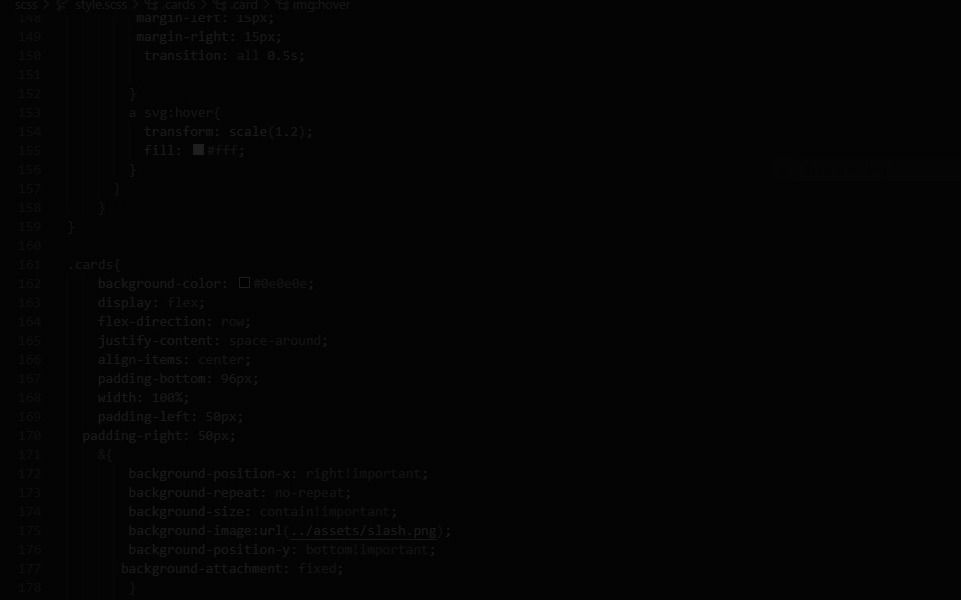 scss > style.scss > .cards > .card > img:hover
148 margin-left: 15px;
149 margin-right: 15px;
150 transition: all 0.5s;
151
152 }
153 a svg:hover{
154 transform: scale(1.2);
155 fill: #fff;
156 }
157 }
158 }
159 }
160
161 .cards{
162 background-color: #0e0e0e;
163 display: flex;
164 flex-direction: row;
165 justify-content: space-around;
166 align-items: center;
167 padding-bottom: 96px;
168 width: 100%;
169 padding-left: 50px;
170 padding-right: 50px;
171 &{
172 background-position-x: right!important;
173 background-repeat: no-repeat;
174 background-size: contain!important;
175 background-image:url(../assets/slash.png);
176 background-position-y: bottom!important;
177 background-attachment: fixed;
178 }